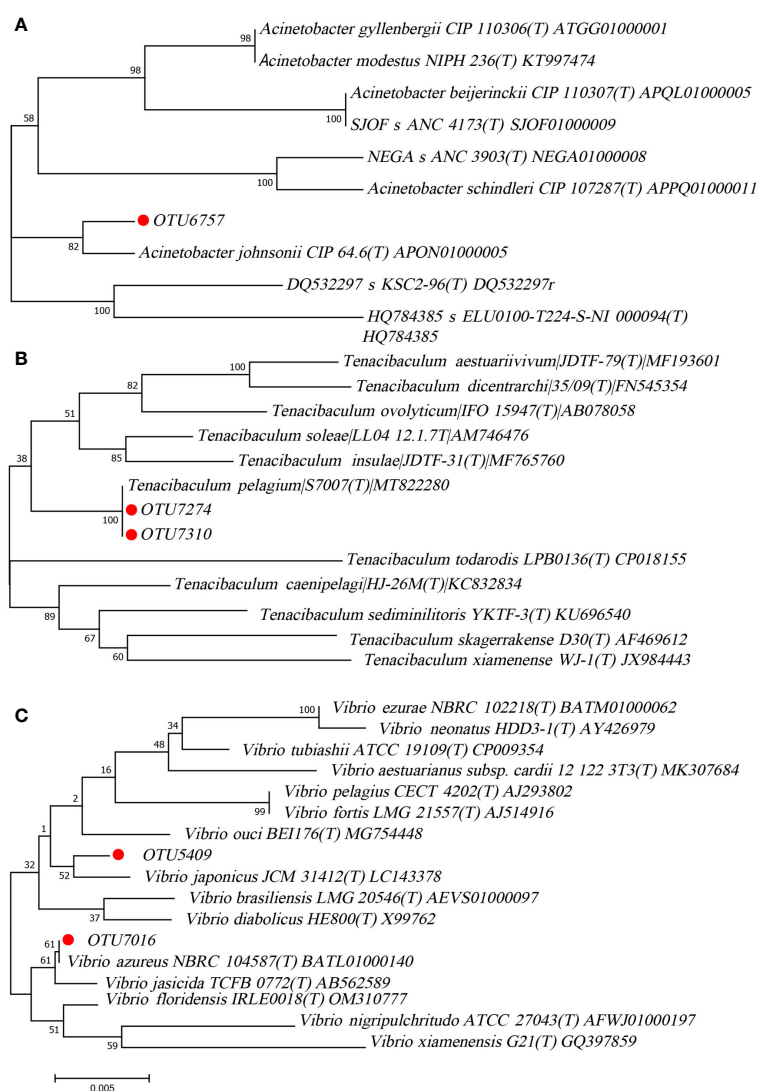 A
Acinetobacter gyllenbergii CIP 110306(T) ATGG01000001
98
Acinetobacter modestus NIPH 236(T) KT997474
98
Acinetobacter beijerinckii CIP 110307(T) APQL01000005
100
SJOF s ANC 4173(T) SJOF01000009
58
NEGA s ANC 3903(T) NEGA01000008
100
Acinetobacter schindleri CIP 107287(T) APPQ01000011
OTU6757
82
Acinetobacter johnsonii CIP 64.6(T) APON01000005
DQ532297 s KSC2-96(T) DQ532297r
100
HQ784385 s ELU0100-T224-S-NI 000094(T)
HQ784385
B
Tenacibaculum aestuariivivum|JDTF-79(T)|MF193601
100
Tenacibaculum dicentrarchi|35/09(T)|FN545354
82
Tenacibaculum ovolyticum|IFO 15947(T)|AB078058
51
Tenacibaculum soleae|LL04 12.1.7T|AM746476
85
Tenacibaculum insulae|JDTF-31(T)|MF765760
38
Tenacibaculum pelagium|S7007(T)|MT822280
OTU7274
100
OTU7310
Tenacibaculum todarodis LPB0136(T) CP018155
Tenacibaculum caenipelagi|HJ-26M(T)|KC832834
89
Tenacibaculum sediminilitoris YKTF-3(T) KU696540
67
Tenacibaculum skagerrakense D30(T) AF469612
60
Tenacibaculum xiamenense WJ-1(T) JX984443
C
Vibrio ezurae NBRC 102218(T) BATM01000062
100
Vibrio neonatus HDD3-1(T) AY426979
34
Vibrio tubiashii ATCC 19109(T) CP009354
48
Vibrio aestuarianus subsp. cardii 12 122 3T3(T) MK307684
16
Vibrio pelagius CECT 4202(T) AJ293802
99
Vibrio fortis LMG 21557(T) AJ514916
2
Vibrio ouci BEI176(T) MG754448
1
OTU5409
52
Vibrio japonicus JCM 31412(T) LC143378
32
Vibrio brasiliensis LMG 20546(T) AEVS01000097
37
Vibrio diabolicus HE800(T) X99762
OTU7016
61
Vibrio azureus NBRC 104587(T) BATL01000140
61
Vibrio jasicida TCFB 0772(T) AB562589
Vibrio floridensis IRLE0018(T) OM310777
51
Vibrio nigripulchritudo ATCC 27043(T) AFWJ01000197
59
Vibrio xiamenensis G21(T) GQ397859
0.005